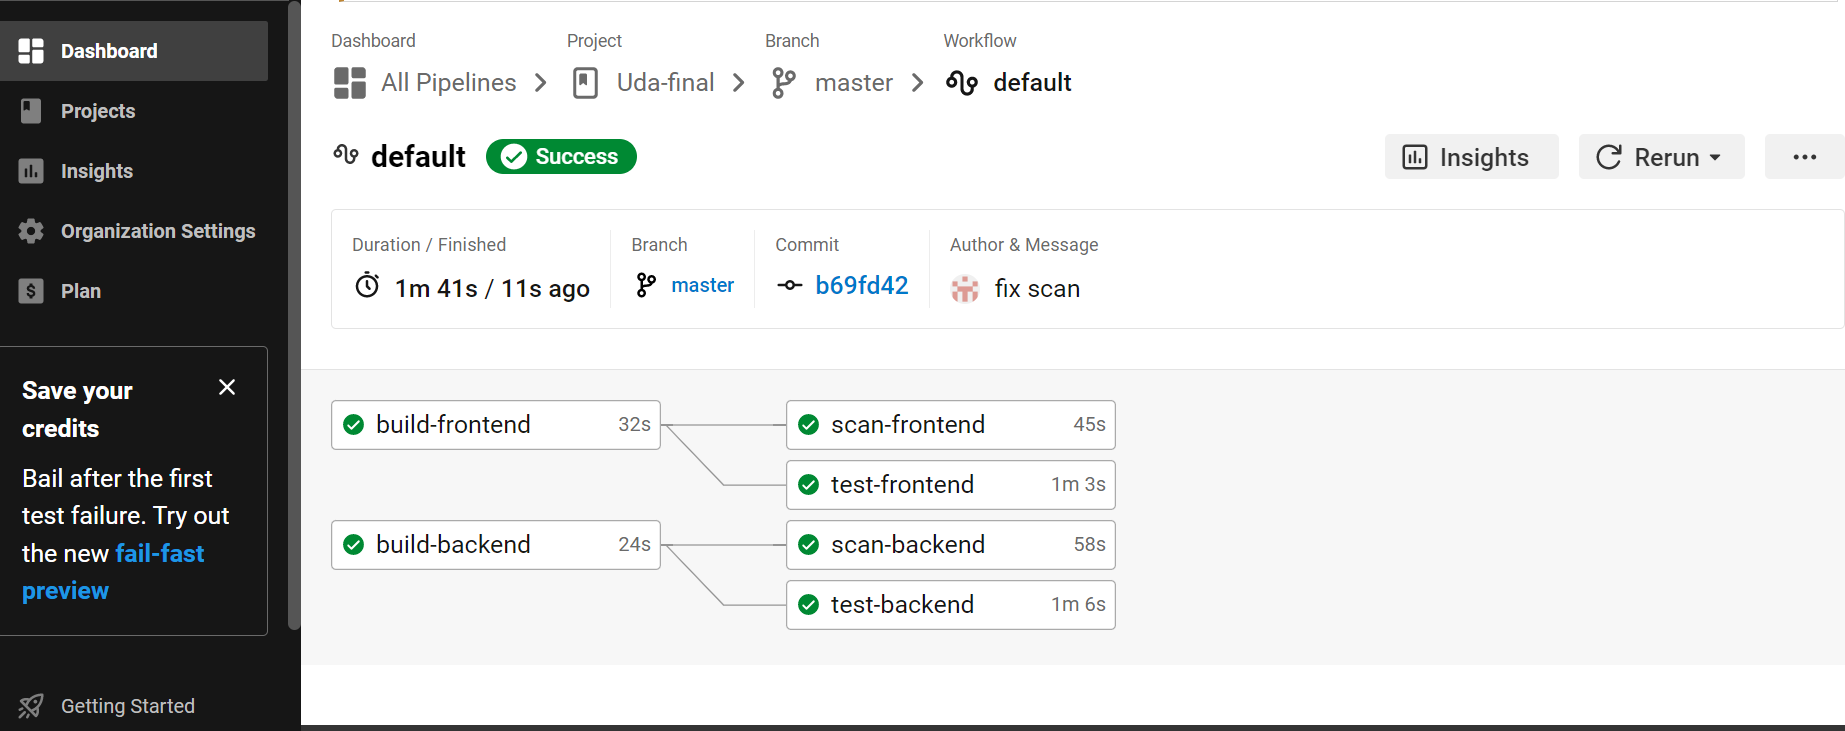 Dashboard
Projects
Insights
Organization Settings
Plan
Save your
credits
Bail after the first
test failure. Try out
the new fail-fast
preview
Getting Started
Dashboard Project Branch Workflow
All Pipelines Uda-final master default
default Success
Insights Rerun
Duration / Finished Branch Commit Author & Message
1m 41s / 11s ago master b69fd42 fix scan
build-frontend 32s scan-frontend 45s
test-frontend 1m 3s
build-backend 24s scan-backend 58s
test-backend 1m 6s